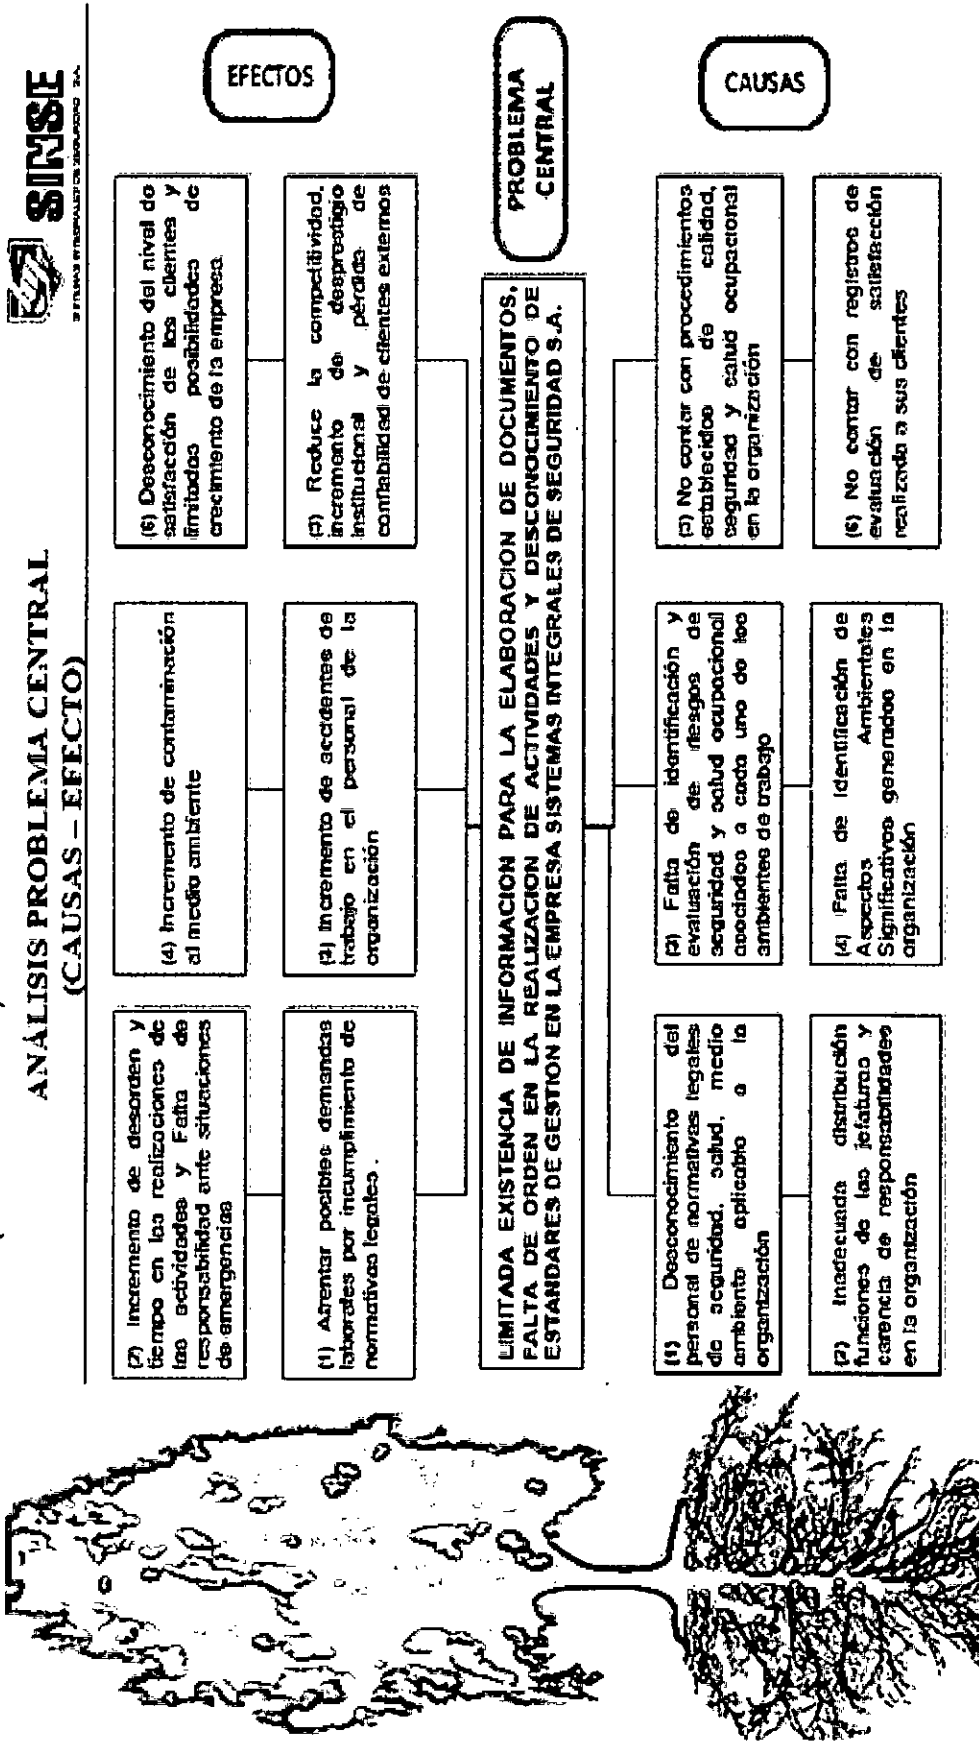 ANÁLISIS PROBLEMA CENTRAL
(CAUSAS – EFECTO)
SINSE
(2) Incremento de desorden y
tiempo en las realizaciones de
las actividades y Falta de
responsabilidad ante situaciones
de emergencias
(4) Incremento de contaminación
al medio ambiente
(6) Desconocimiento del nivel de
satisfacción de los clientes y
limitadas posibilidades de
crecimiento de la empresa.
EFECTOS
(1) Afrentar posibles demandas
laborales por incumplimiento de
normativas legales .
(3) Incremento de accidentes de
trabajo en el personal de la
organización
(5) Reduce la competitividad,
incremento de desprestigio
institucional y pérdida de
confiabilidad de clientes externos
LIMITADA EXISTENCIA DE INFORMACION PARA LA ELABORACION DE DOCUMENTOS,
FALTA DE ORDEN EN LA REALIZACION DE ACTIVIDADES Y DESCONOCIMIENTO DE
ESTANDARES DE GESTION EN LA EMPRESA SISTEMAS INTEGRALES DE SEGURIDAD S.A.
PROBLEMA
CENTRAL
(1) Desconocimiento del
personal de normativas legales
de seguridad, salud, medio
ambiente aplicable a la
organización
(3) Falta de identificación y
evaluación de riesgos de
seguridad y salud ocupacional
asociados a cada uno de los
ambientes de trabajo
(5) No contar con procedimientos
establecidos de calidad,
seguridad y salud ocupacional
en la organización
CAUSAS
(2) Inadecuada distribución
funciones de las jefaturas y
carencia de responsabilidades
en la organización
(4) Falta de Identificación de
Aspectos Ambientales
Significativos generados en la
organización
(6) No contar con registros de
evaluación de satisfacción
realizada a sus clientes